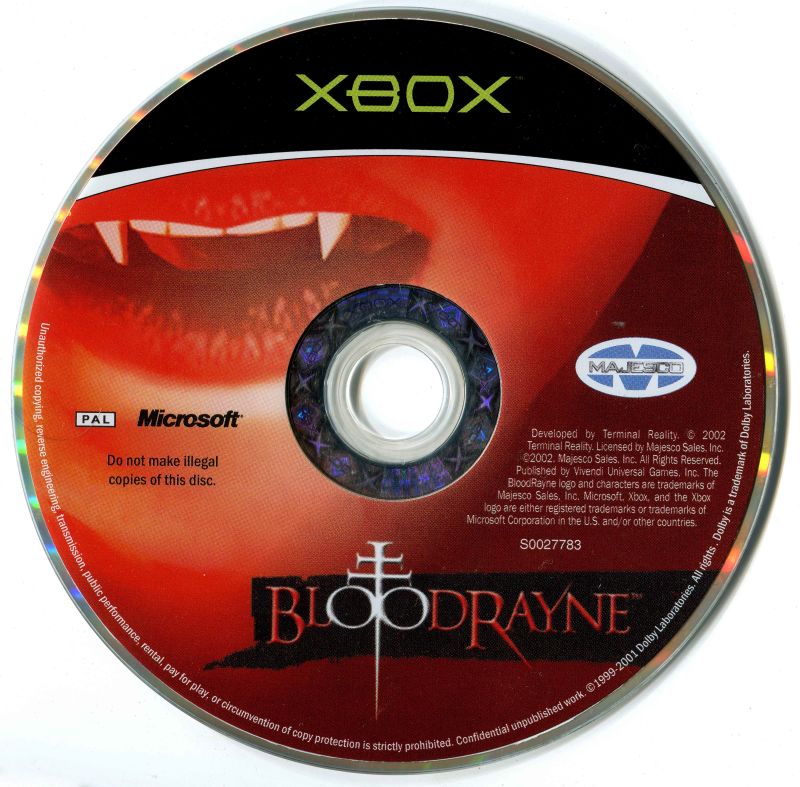 XBOX™
MAJESCO
PAL Microsoft®
Do not make illegal
copies of this disc.
Developed by Terminal Reality. © 2002
Terminal Reality. Licensed by Majesco Sales, Inc.
©2002. Majesco Sales, Inc. All Rights Reserved.
Published by Vivendi Universal Games, Inc. The
BloodRayne logo and characters are trademarks of
Majesco Sales, Inc. Microsoft, Xbox, and the Xbox
logo are either registered trademarks or trademarks of
Microsoft Corporation in the U.S. and/or other countries.
S0027783
BLOODRAYNE™
Unauthorized copying, reverse engineering, transmission, public performance, rental, pay for play, or circumvention of copy protection is strictly prohibited. Confidential unpublished work. ©1999-2001 Dolby Laboratories. All rights . Dolby is a trademark of Dolby Laboratories.